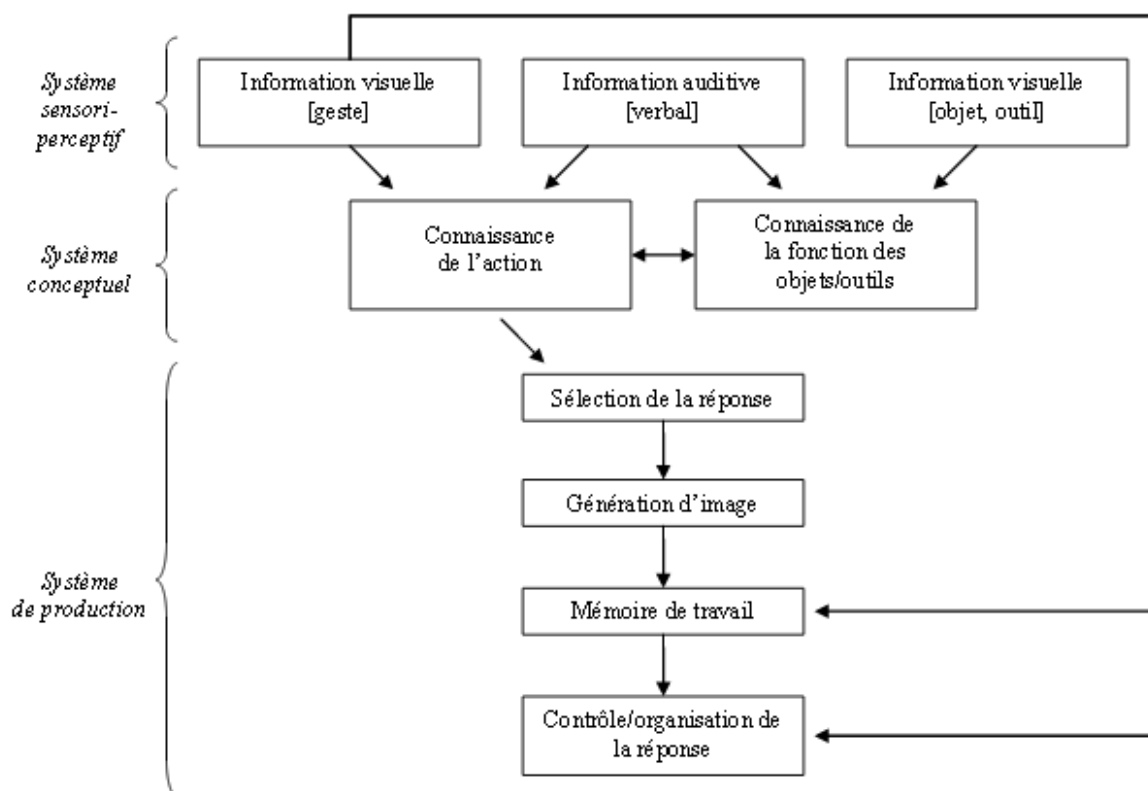 Système
sensori-
perceptif
Information visuelle
[geste]
Information auditive
[verbal]
Information visuelle
[objet, outil]
Système
conceptuel
Connaissance
de l’action
Connaissance de
la fonction des
objets/outils
Système
de production
Sélection de la réponse
Génération d’image
Mémoire de travail
Contrôle/organisation de
la réponse